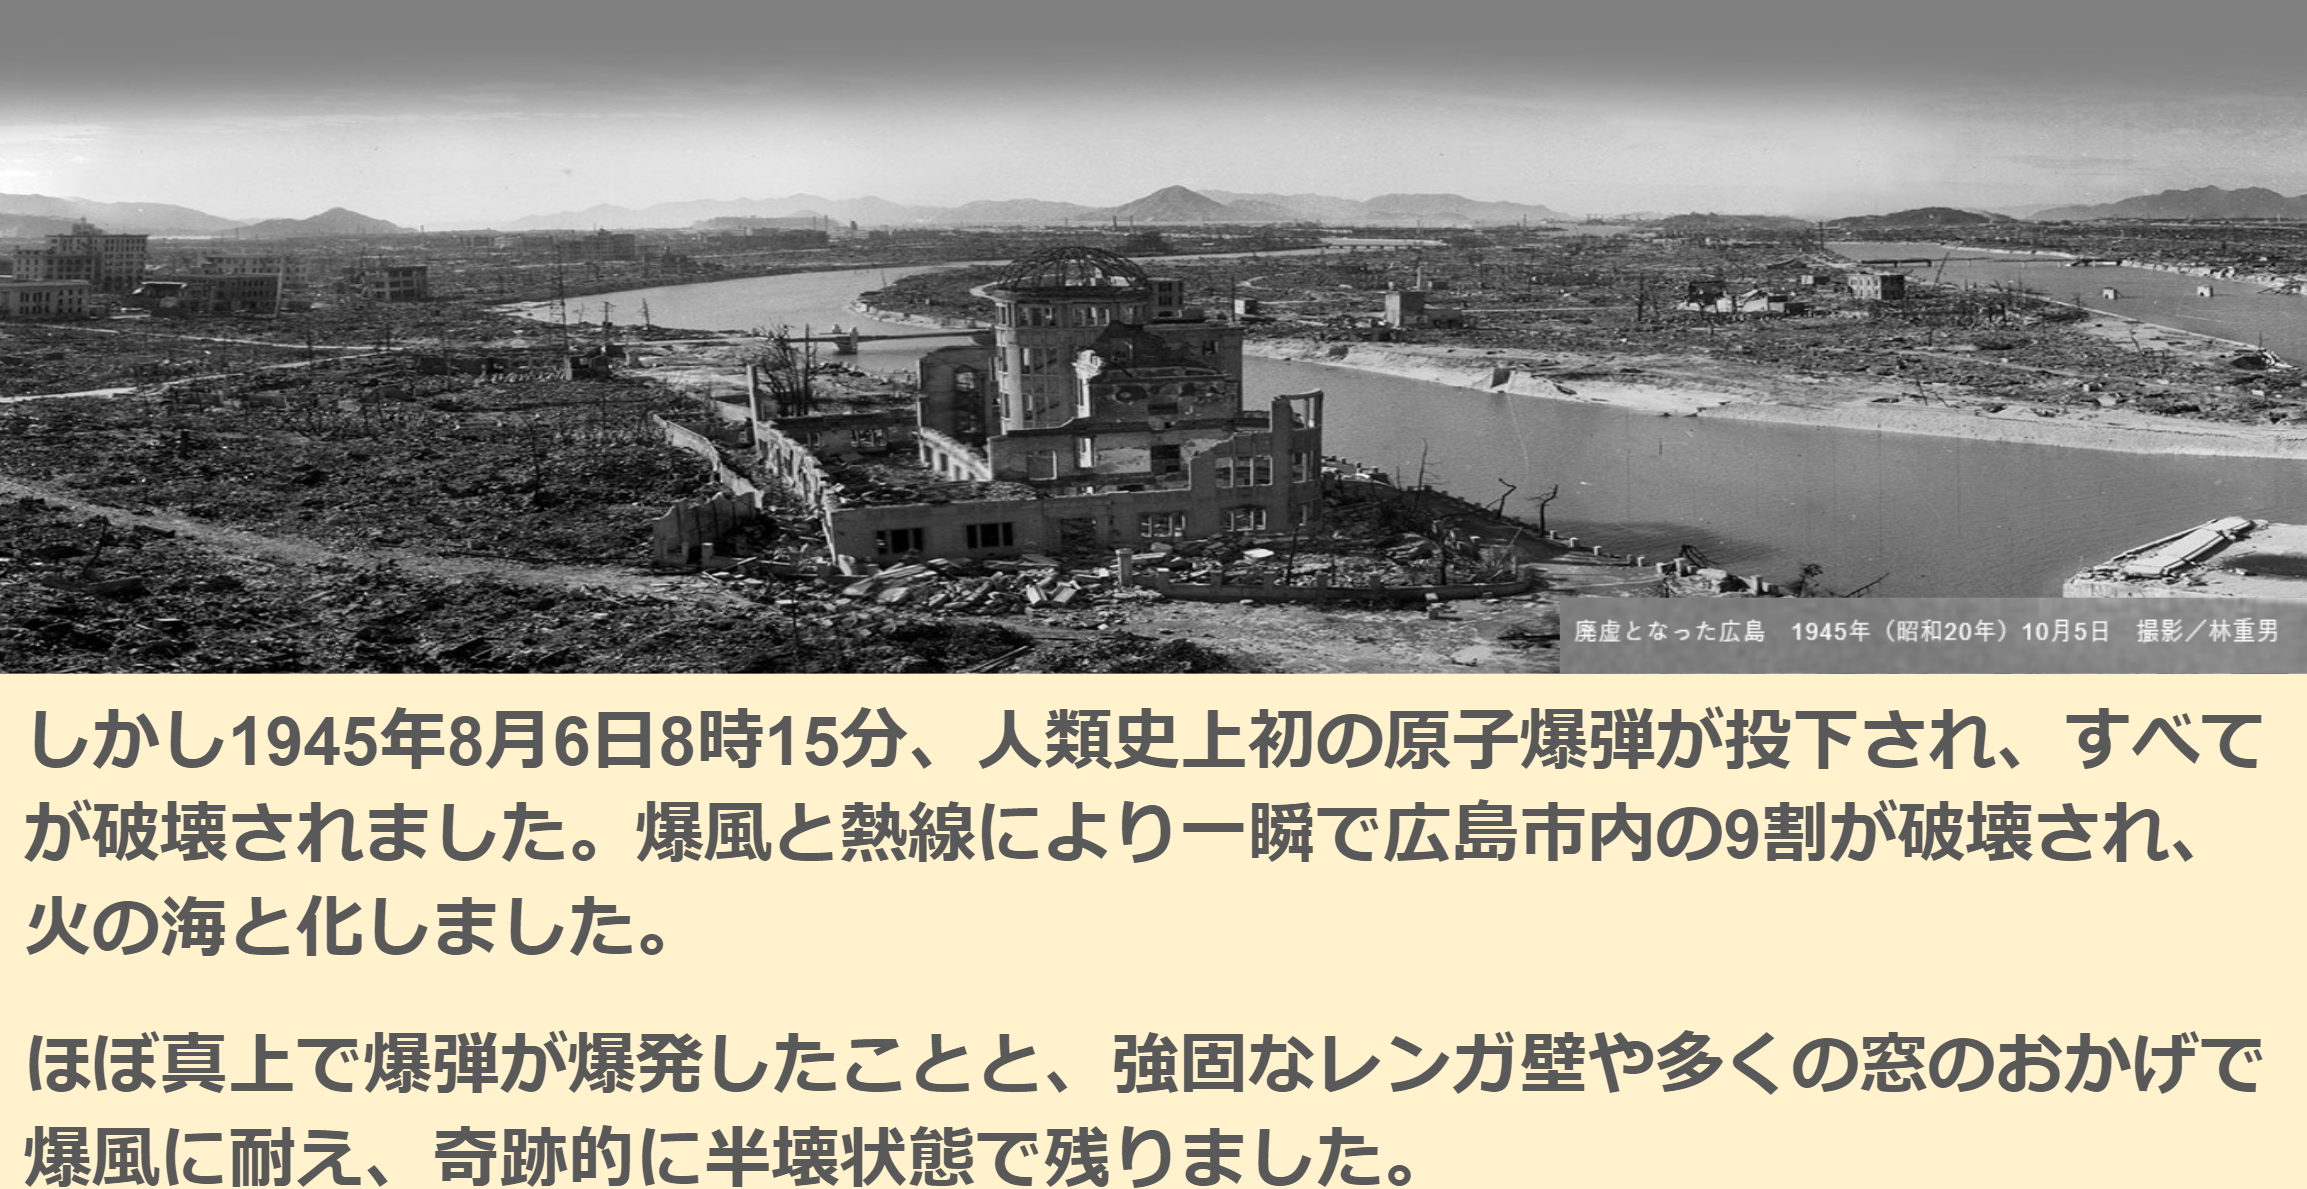 廃虚となった広島　1945年（昭和20年）10月5日　撮影／林重男
しかし1945年8月6日8時15分、人類史上初の原子爆弾が投下され、すべて
が破壊されました。爆風と熱線により一瞬で広島市内の9割が破壊され、
火の海と化しました。
ほぼ真上で爆弾が爆発したことと、強固なレンガ壁や多くの窓のおかげで
爆風に耐え、奇跡的に半壊状態で残りました。